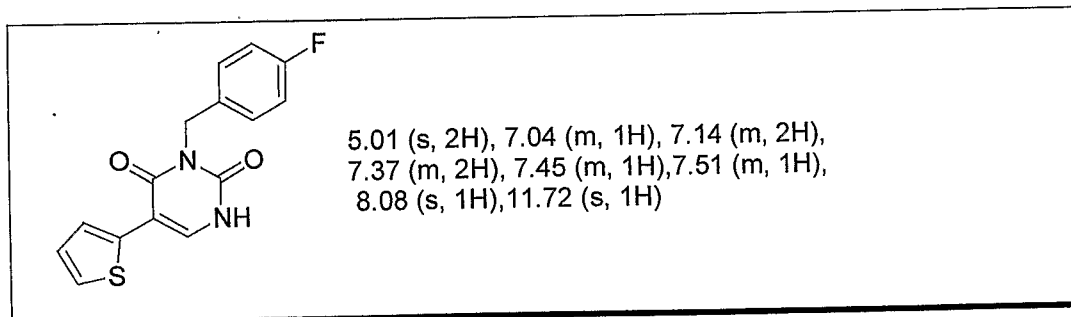 F
O
N
O
NH
S
5.01 (s, 2H), 7.04 (m, 1H), 7.14 (m, 2H),
7.37 (m, 2H), 7.45 (m, 1H),7.51 (m, 1H),
8.08 (s, 1H),11.72 (s, 1H)